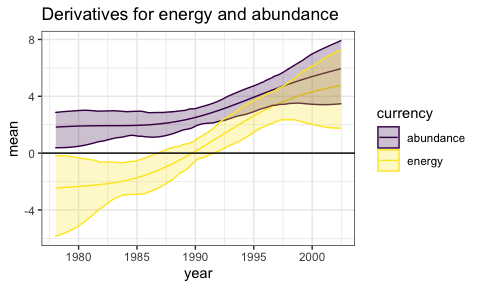 Derivatives for energy and abundance
8
4
0
-4
mean
1980
1985
1990
1995
2000
year
currency
abundance
energy